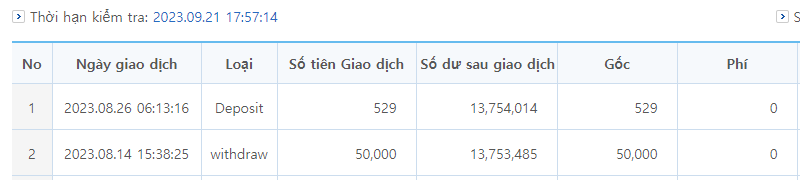 Thời hạn kiểm tra: 2023.09.21 17:57:14 S
No Ngày giao dịch Loại Số tiên Giao dịch Số dư sau giao dịch Gốc Phí
1 2023.08.26 06:13:16 Deposit 529 13,754,014 529 0
2 2023.08.14 15:38:25 withdraw 50,000 13,753,485 50,000 0